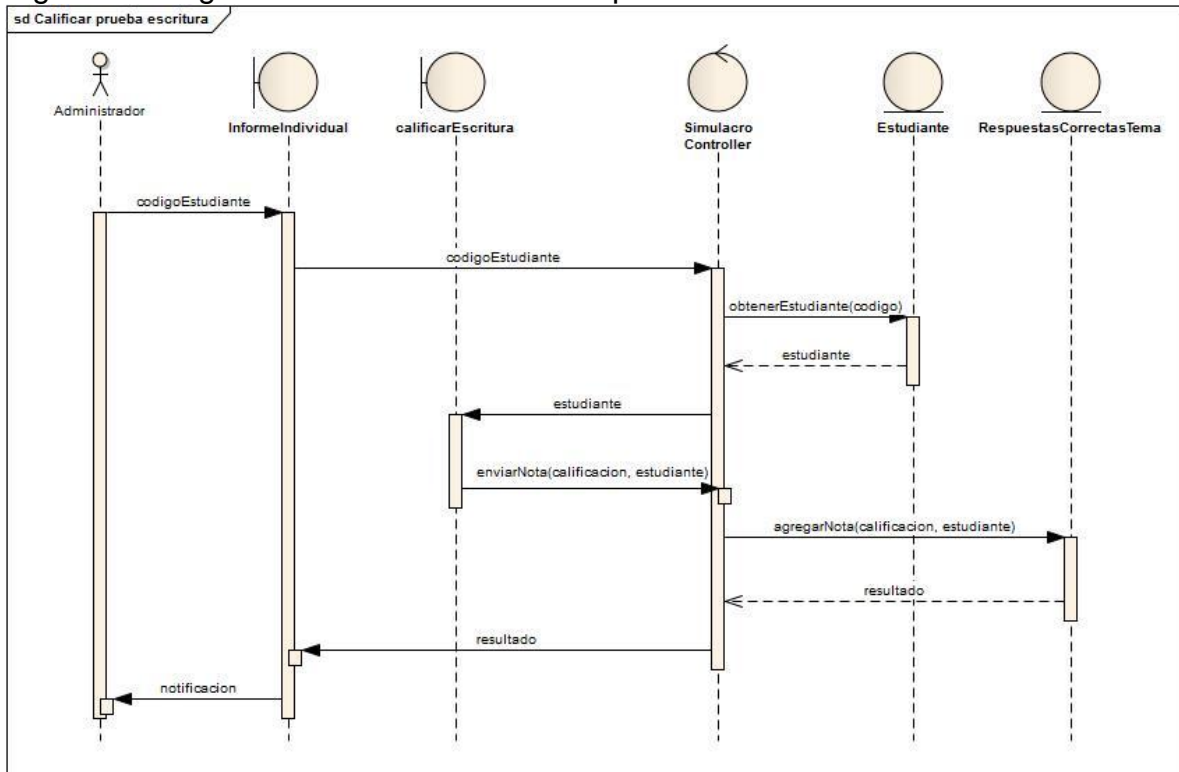 sd Calificar prueba escritura
Administrador
InformeIndividual
calificarEscritura
Simulacro
Controller
Estudiante
RespuestasCorrectasTema
codigoEstudiante
codigoEstudiante
obtenerEstudiante(codigo)
estudiante
estudiante
enviarNota(calificacion, estudiante)
agregarNota(calificacion, estudiante)
resultado
resultado
notificacion